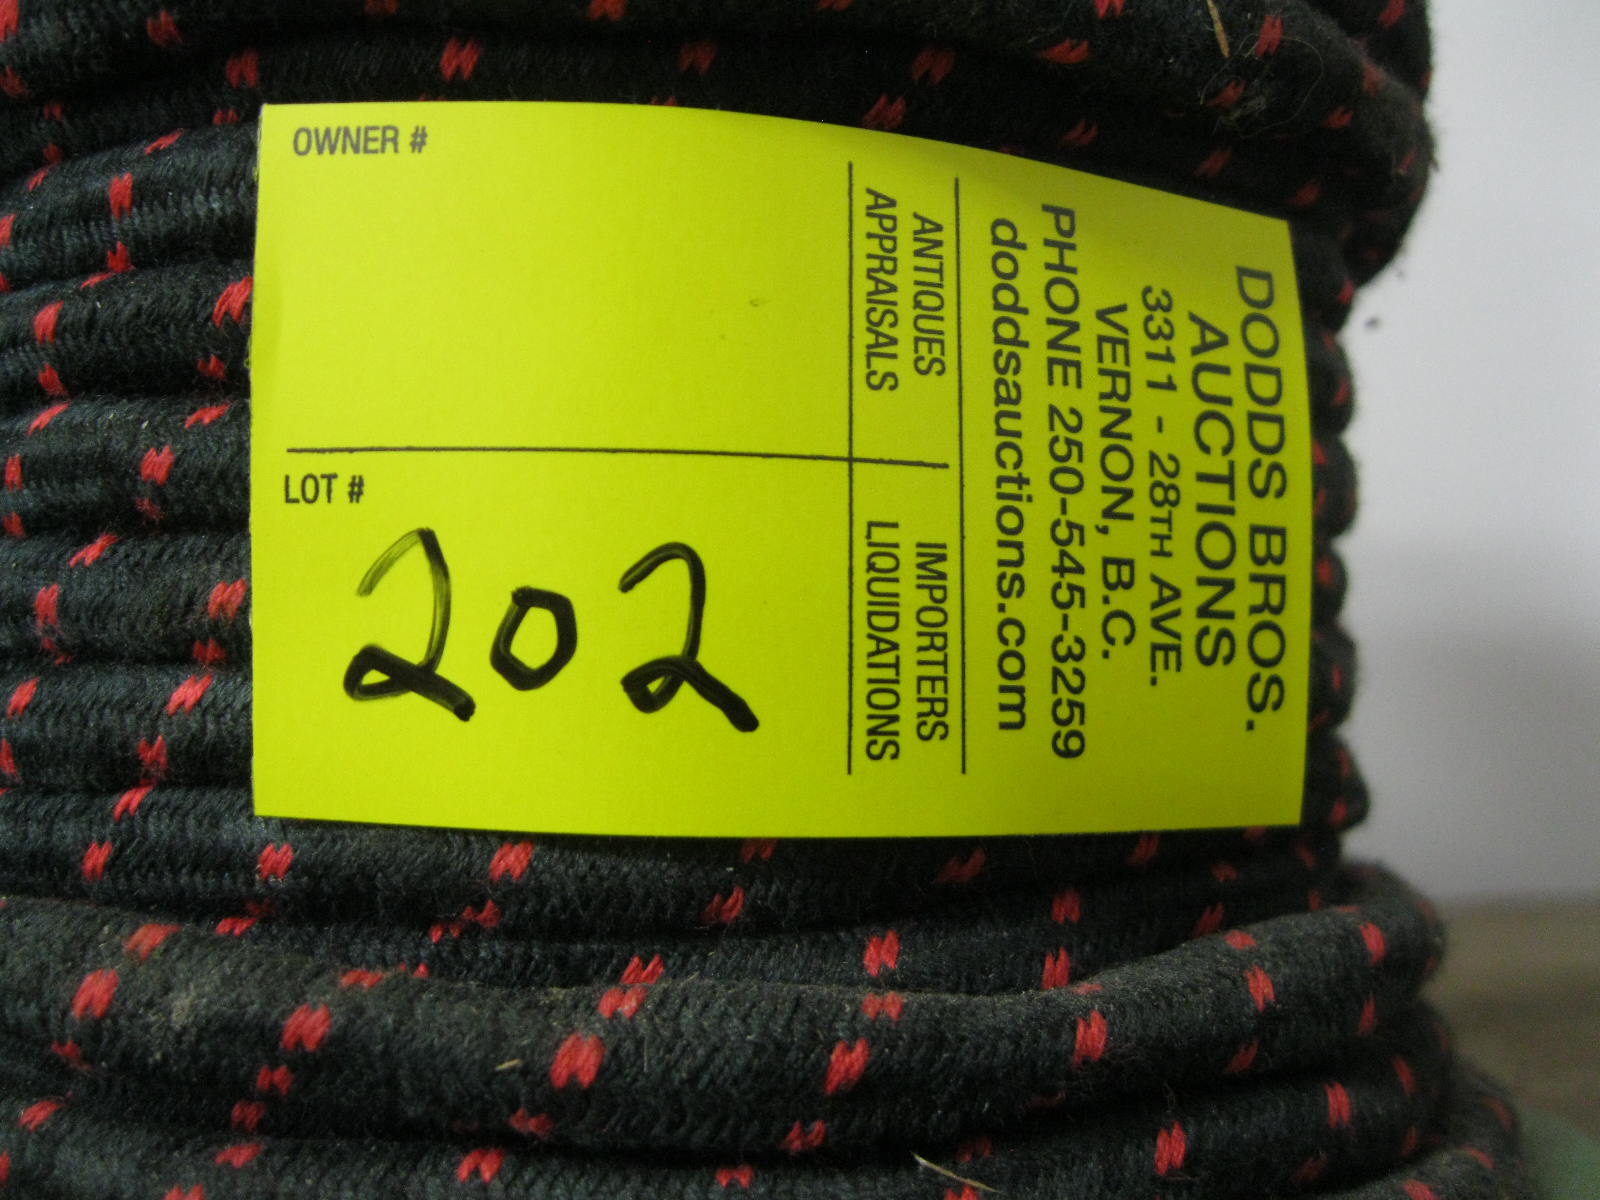 OWNER #
LOT #
202
DODDS BROS.
AUCTIONS
3311 - 28TH AVE.
VERNON, B.C.
PHONE 250-545-3259
doddsauctions.com
ANTIQUES
APPRAISALS
IMPORTERS
LIQUIDATIONS